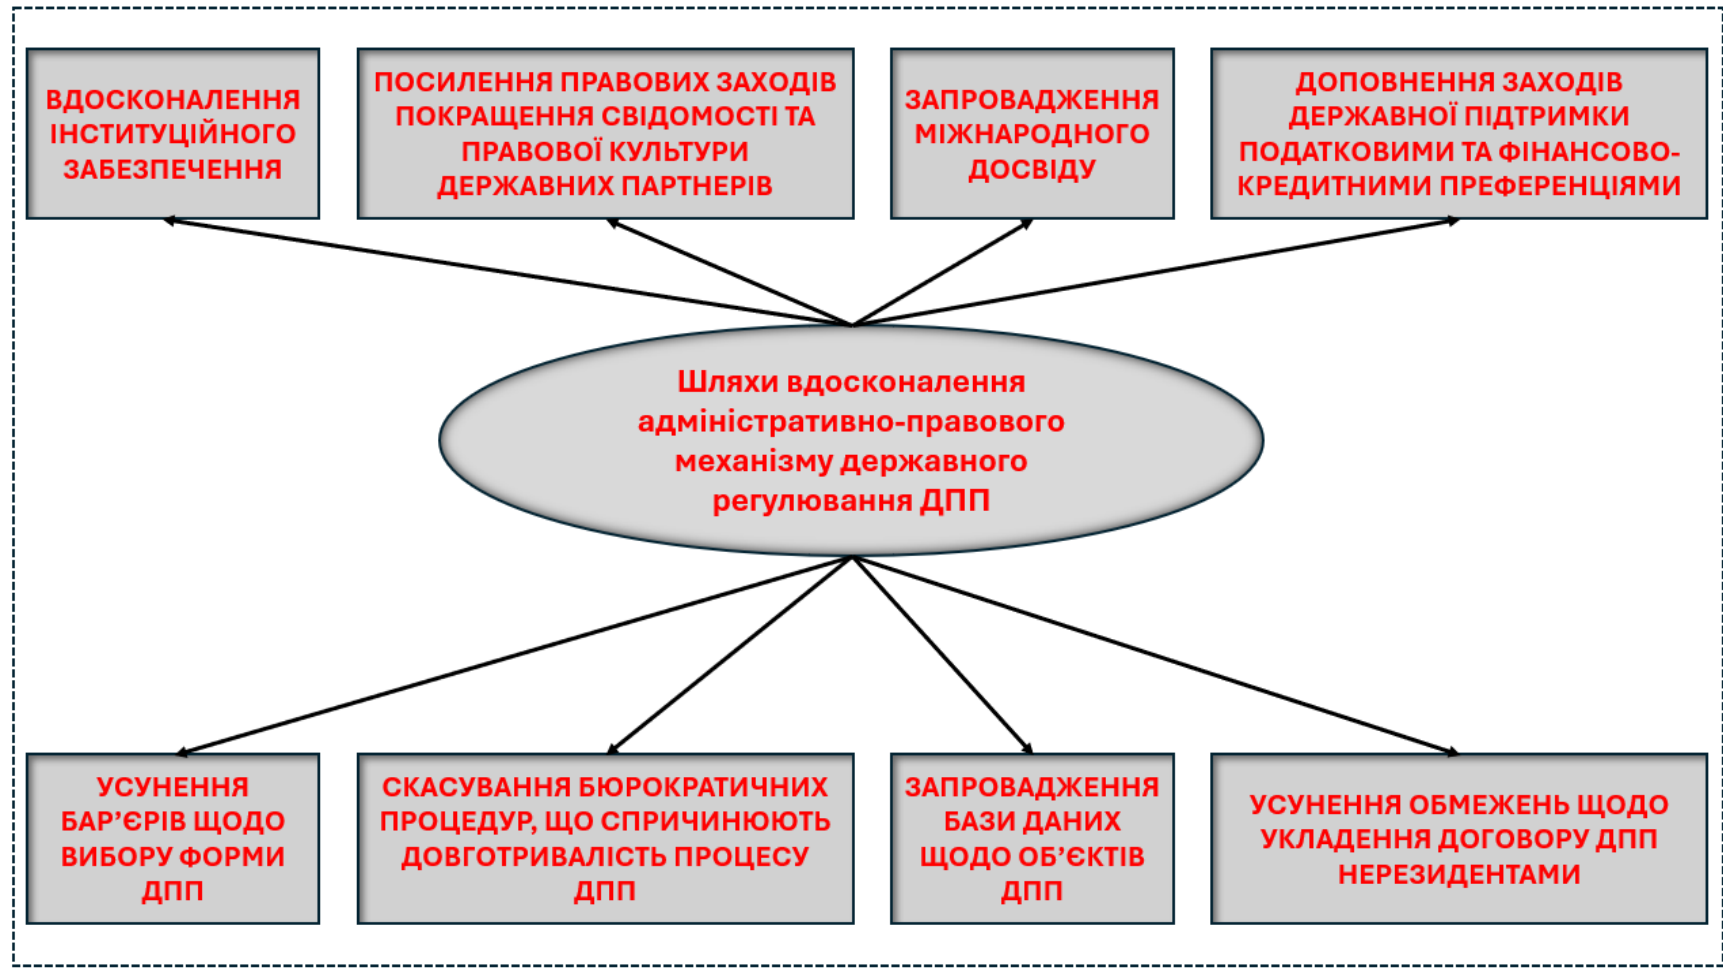 ВДОСКОНАЛЕННЯ
ІНСТИТУЦІЙНОГО
ЗАБЕЗПЕЧЕННЯ
ПОСИЛЕННЯ ПРАВОВИХ ЗАХОДІВ
ПОКРАЩЕННЯ СВІДОМОСТІ ТА
ПРАВОВОЇ КУЛЬТУРИ
ДЕРЖАВНИХ ПАРТНЕРІВ
ЗАПРОВАДЖЕННЯ
МІЖНАРОДНОГО
ДОСВІДУ
ДОПОВНЕННЯ ЗАХОДІВ
ДЕРЖАВНОЇ ПІДТРИМКИ
ПОДАТКОВИМИ ТА ФІНАНСОВО-
КРЕДИТНИМИ ПРЕФЕРЕНЦІЯМИ
Шляхи вдосконалення
адміністративно-правового
механізму державного
регулювання ДПП
УСУНЕННЯ
БАР’ЄРІВ ЩОДО
ВИБОРУ ФОРМИ
ДПП
СКАСУВАННЯ БЮРОКРАТИЧНИХ
ПРОЦЕДУР, ЩО СПРИЧИНЮЮТЬ
ДОВГОТРИВАЛІСТЬ ПРОЦЕСУ
ДПП
ЗАПРОВАДЖЕННЯ
БАЗИ ДАНИХ
ЩОДО ОБ’ЄКТІВ
ДПП
УСУНЕННЯ ОБМЕЖЕНЬ ЩОДО
УКЛАДЕННЯ ДОГОВОРУ ДПП
НЕРЕЗИДЕНТАМИ